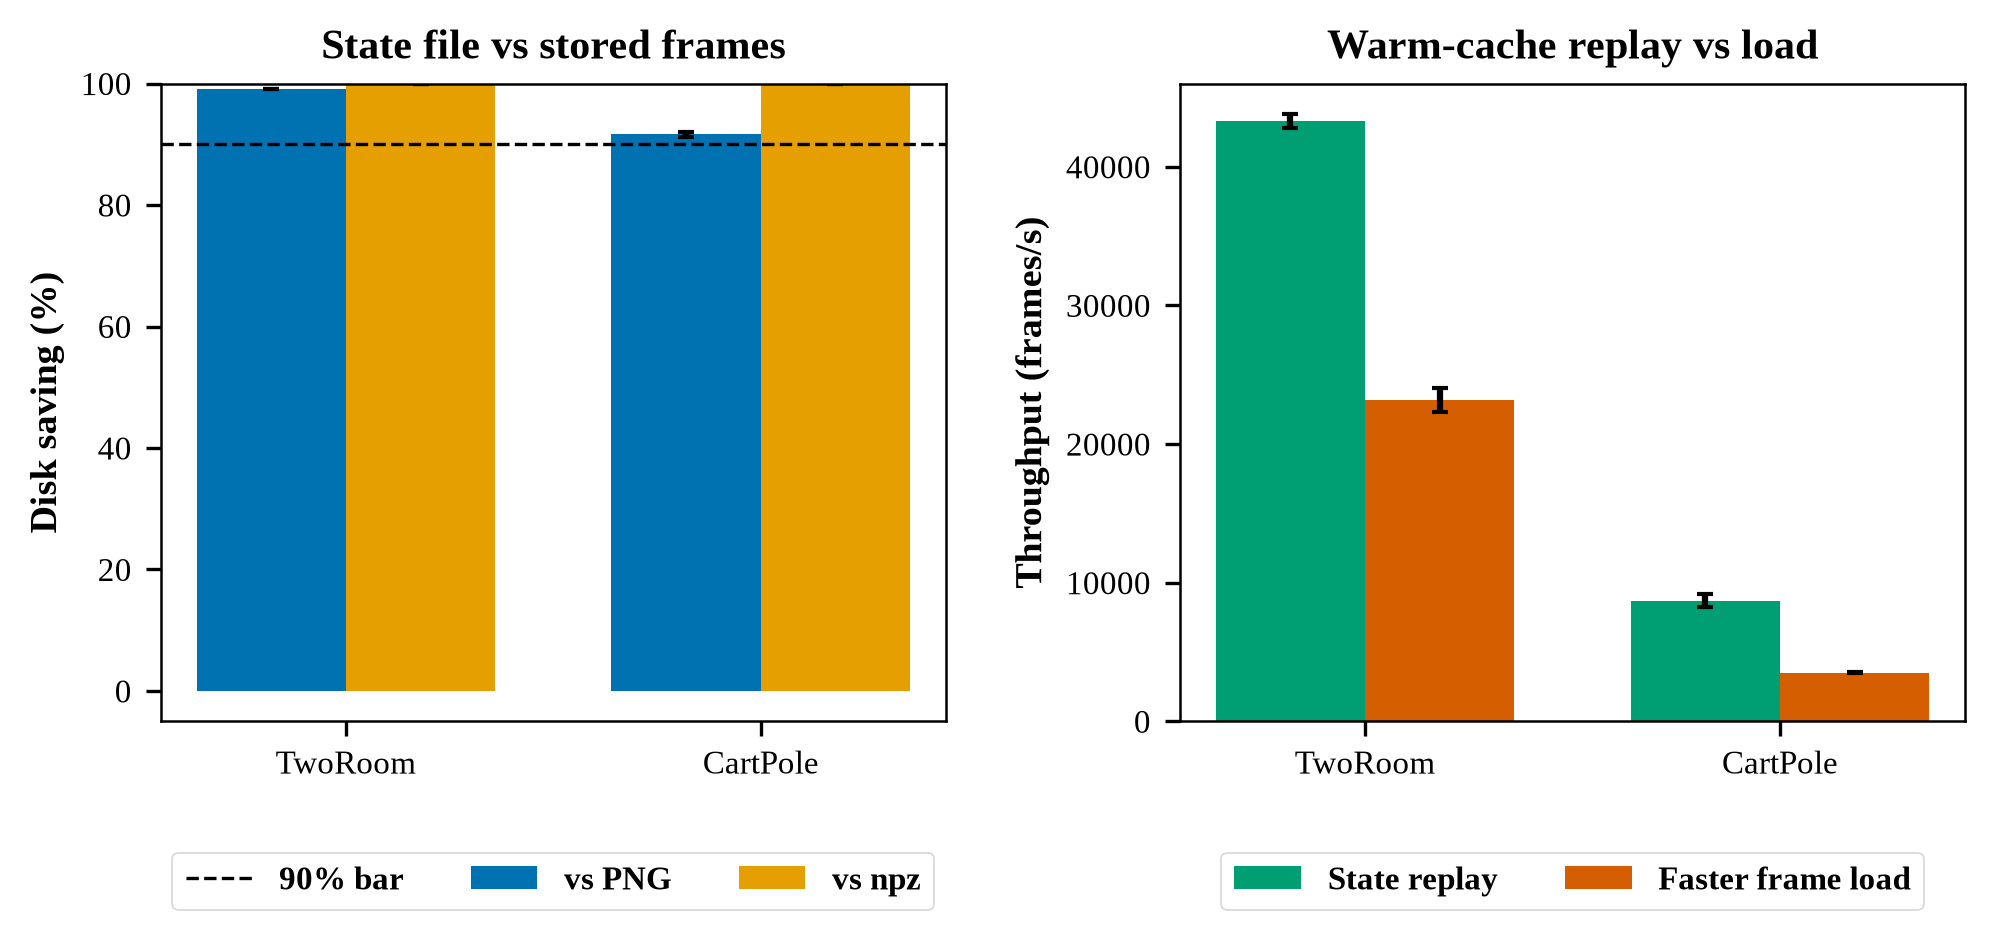 State file vs stored frames
Disk saving (%)
100
80
60
40
20
0
TwoRoom
CartPole
90% bar
vs PNG
vs npz
Warm-cache replay vs load
Throughput (frames/s)
40000
30000
20000
10000
0
TwoRoom
CartPole
State replay
Faster frame load